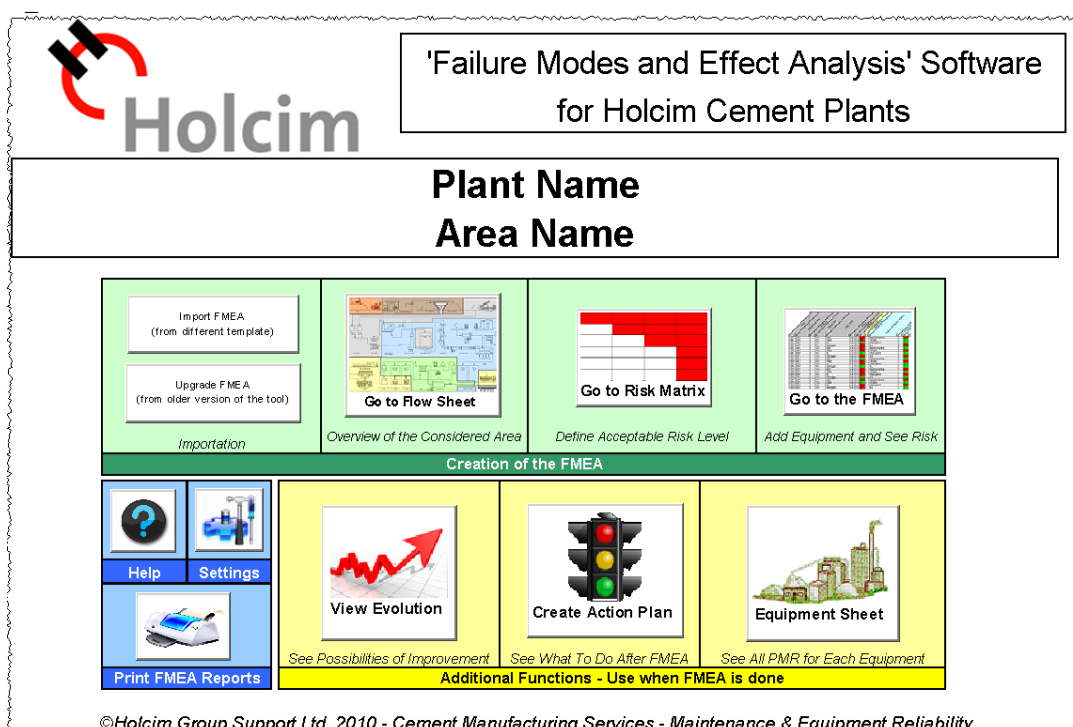 Holcim
'Failure Modes and Effect Analysis' Software
for Holcim Cement Plants
Plant Name
Area Name
Import FMEA
(from different template)
Upgrade FMEA
(from older version of the tool)
Importation
Go to Flow Sheet
Overview of the Considered Area
Go to Risk Matrix
Define Acceptable Risk Level
Go to the FMEA
Add Equipment and See Risk
Creation of the FMEA
Help
Settings
Print FMEA Reports
View Evolution
See Possibilities of Improvement
Create Action Plan
See What To Do After FMEA
Equipment Sheet
See All PMR for Each Equipment
Additional Functions - Use when FMEA is done
©Holcim Group Support Ltd, 2010 - Cement Manufacturing Services - Maintenance & Equipment Reliability